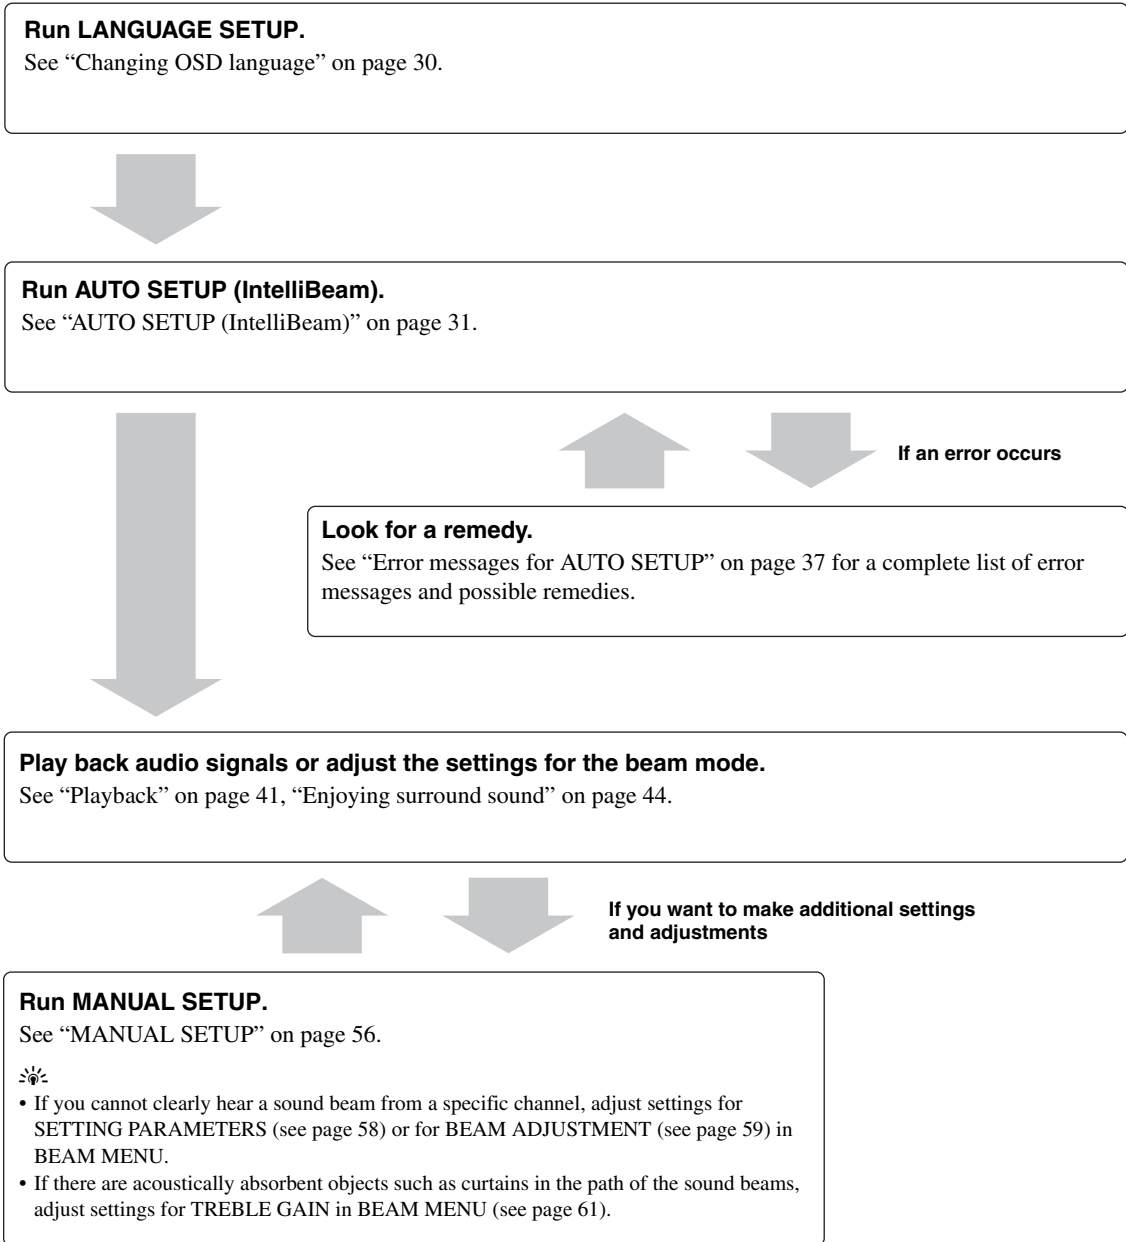 Run LANGUAGE SETUP.
See “Changing OSD language” on page 30.
Run AUTO SETUP (IntelliBeam).
See “AUTO SETUP (IntelliBeam)” on page 31.
If an error occurs
Look for a remedy.
See “Error messages for AUTO SETUP” on page 37 for a complete list of error
messages and possible remedies.
Play back audio signals or adjust the settings for the beam mode.
See “Playback” on page 41, “Enjoying surround sound” on page 44.
If you want to make additional settings
and adjustments
Run MANUAL SETUP.
See “MANUAL SETUP” on page 56.
• If you cannot clearly hear a sound beam from a specific channel, adjust settings for
SETTING PARAMETERS (see page 58) or for BEAM ADJUSTMENT (see page 59) in
BEAM MENU.
• If there are acoustically absorbent objects such as curtains in the path of the sound beams,
adjust settings for TREBLE GAIN in BEAM MENU (see page 61).